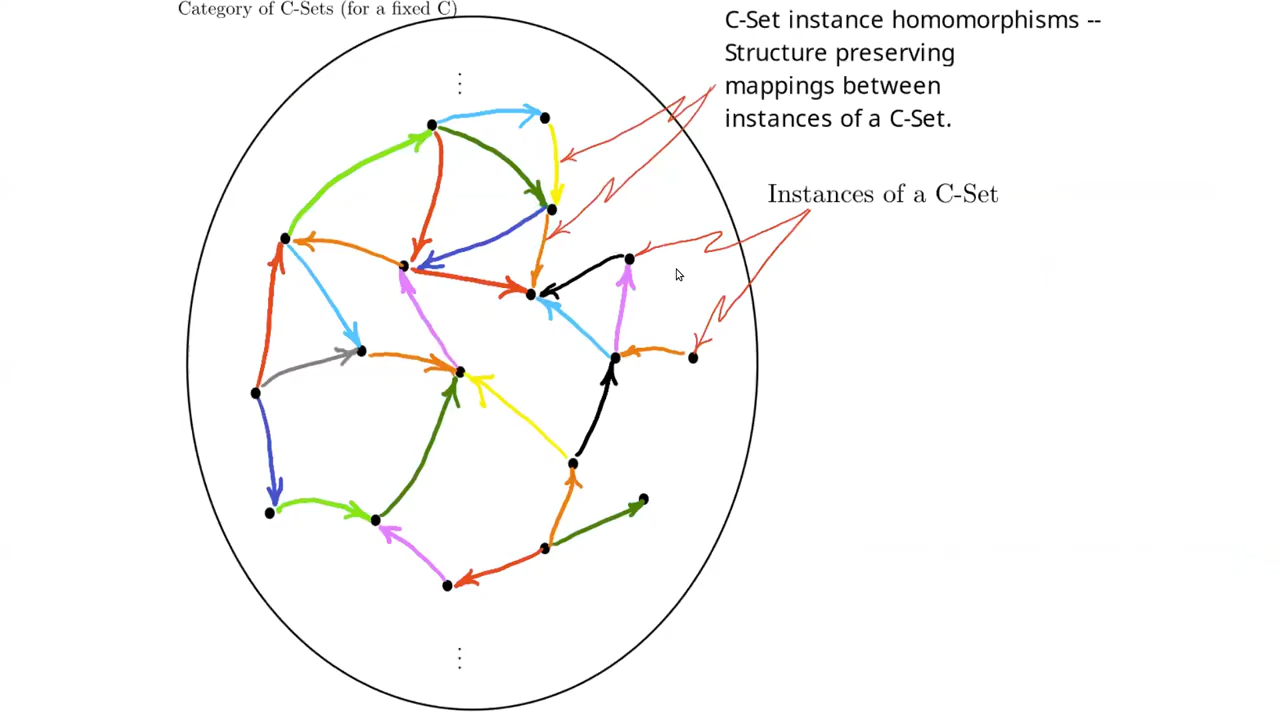 Category of C-Sets (for a fixed C)
C-Set instance homomorphisms --
Structure preserving
mappings between
instances of a C-Set.
Instances of a C-Set